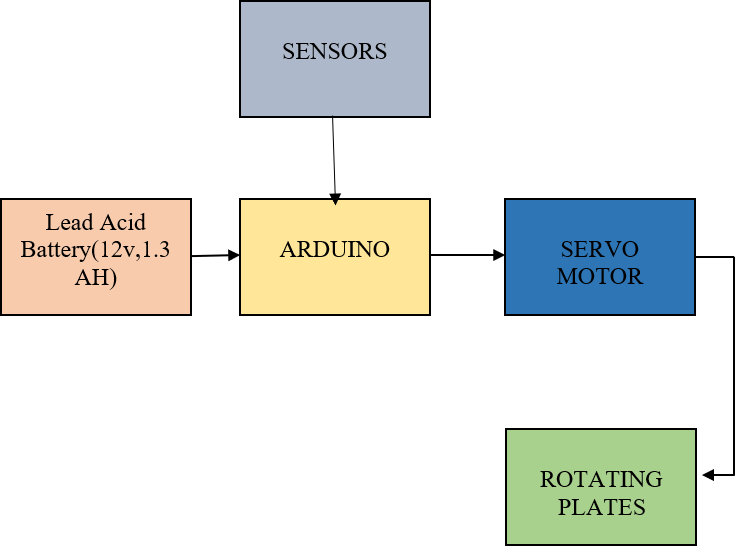 SENSORS
Lead Acid
Battery(12v,1.3
AH)
ARDUINO
SERVO
MOTOR
ROTATING
PLATES